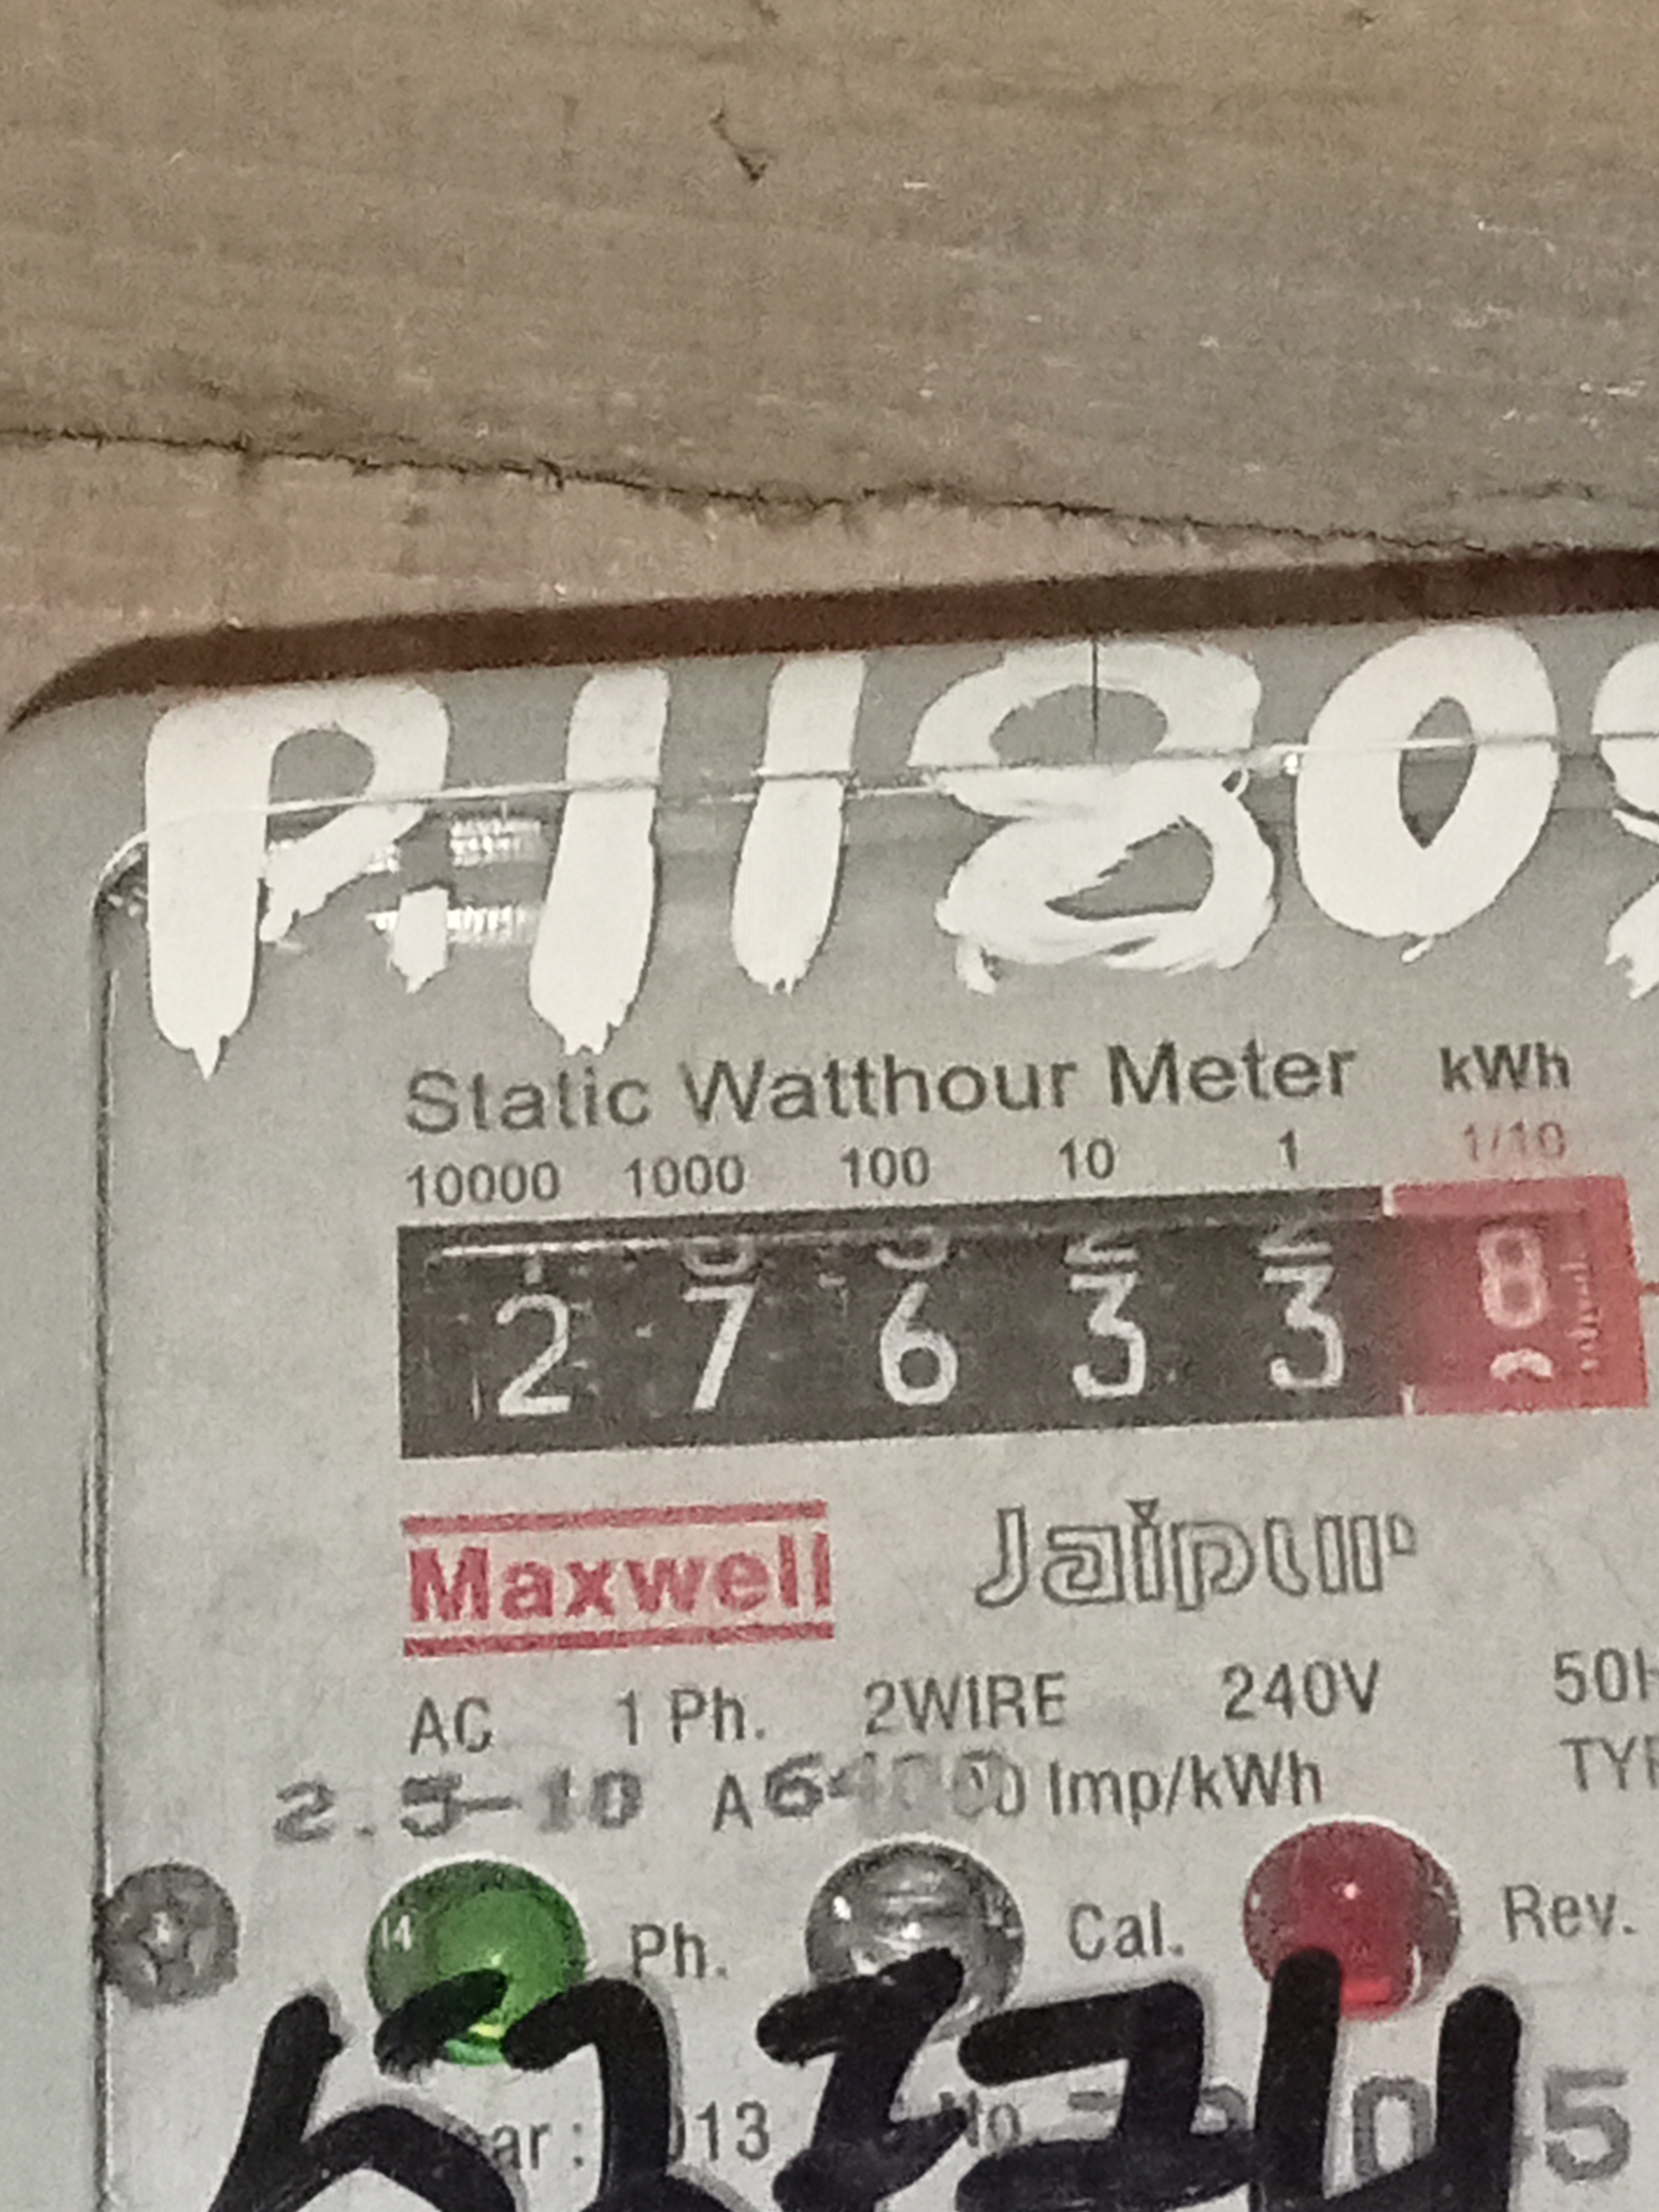 P.1180
Static Watthour Meter kWh
10000 1000 100 10 1 1/10
2 7 6 3 3 8
Maxwell Jaipur
AC 1 Ph. 2WIRE 240V
2.5-10 A Imp/kWh
Ph. Cal. Rev.